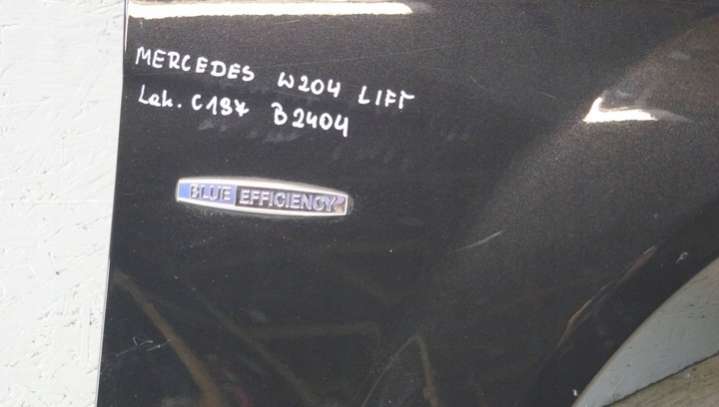 MERCEDES W204 LIFT
Lak. C197 B2404
BLUE EFFICIENCY